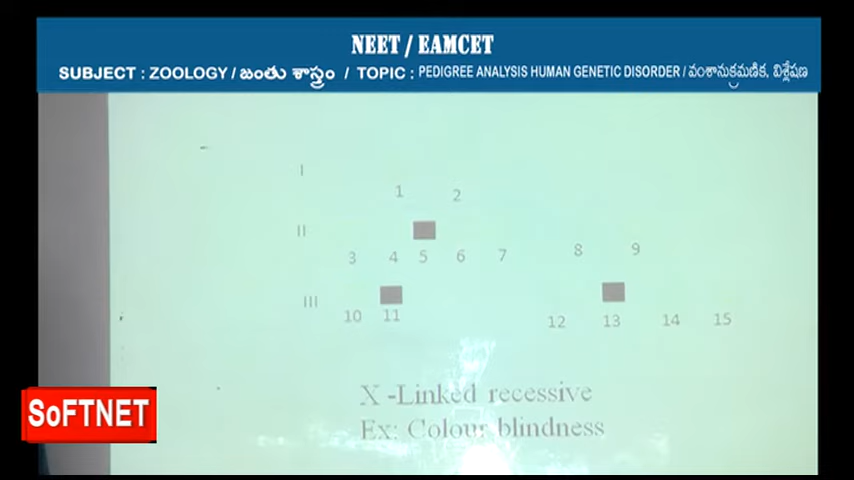 NEET / EAMCET
SUBJECT : ZOOLOGY / జంతు శాస్త్రం / TOPIC : PEDIGREE ANALYSIS HUMAN GENETIC DISORDER / వంశానుక్రమణిక, విశ్లేషణ
I
1 2
II
3 4 5 6 7 8 9
III
10 11 12 13 14 15
X -Linked recessive
Ex: Colour blindness
SoFTNET